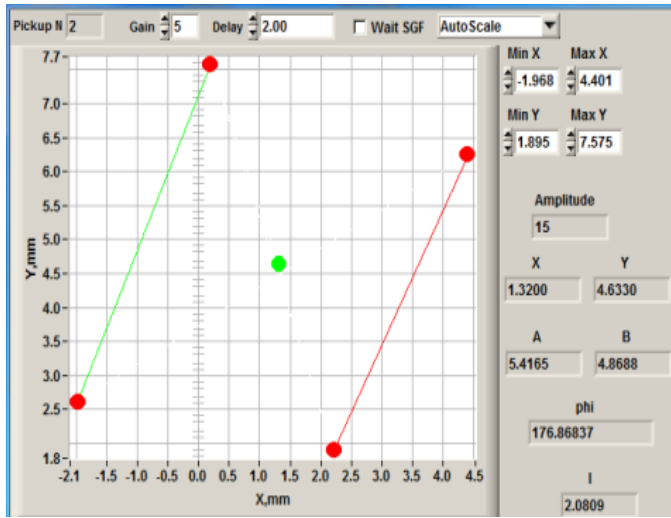 Pickup N 2 Gain 5 Delay 2.00 Wait SGF AutoScale
7.7
7.0
6.5
6.0
5.5
5.0
4.5
4.0
3.5
3.0
2.5
1.8
Y,mm
-2.1 -1.5 -1.0 -0.5 0.0 0.5 1.0 1.5 2.0 2.5 3.0 3.5 4.0 4.5
X,mm
Min X Max X
-1.968 4.401
Min Y Max Y
1.895 7.575
Amplitude
15
X Y
1.3200 4.6330
A B
5.4165 4.8688
phi
176.86837
I
2.0809